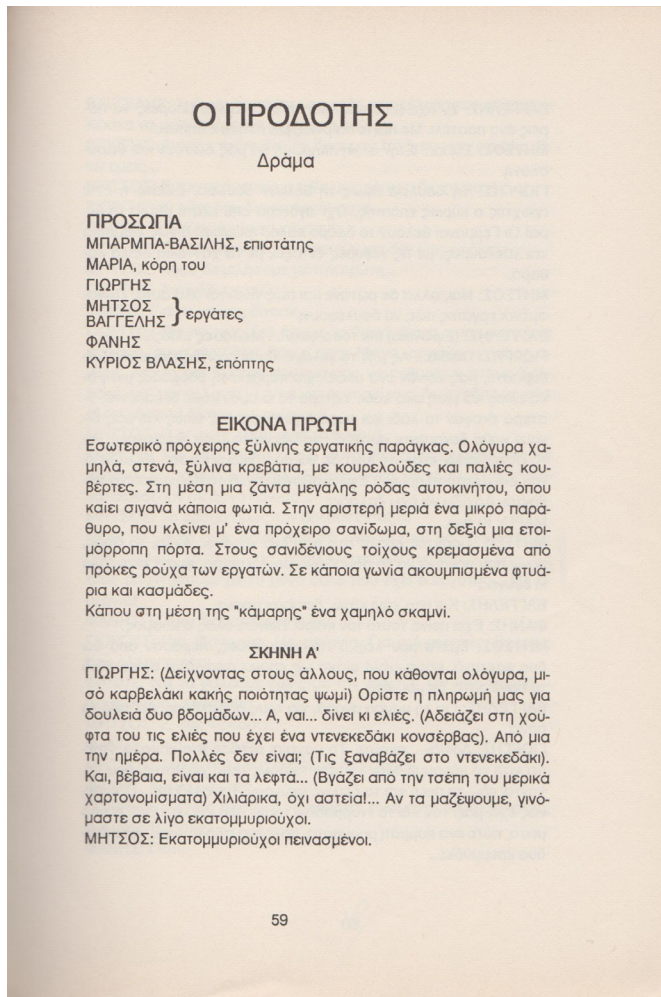 Ο ΠΡΟΔΟΤΗΣ
Δράμα
ΠΡΟΣΩΠΑ
ΜΠΑΡΜΠΑ-ΒΑΣΙΛΗΣ, επιστάτης
ΜΑΡΙΑ, κόρη του
ΓΙΩΡΓΗΣ
ΜΗΤΣΟΣ
ΒΑΓΓΕΛΗΣ } εργάτες
ΦΑΝΗΣ
ΚΥΡΙΟΣ ΒΛΑΣΗΣ, επόπτης
ΕΙΚΟΝΑ ΠΡΩΤΗ
Εσωτερικό πρόχειρης ξύλινης εργατικής παράγκας. Ολόγυρα χα-
μηλά, στενά, ξύλινα κρεβάτια, με κουρελούδες και παλιές κου-
βέρτες. Στη μέση μια ζάντα μεγάλης ρόδας αυτοκινήτου, όπου
καίει σιγανά κάποια φωτιά. Στην αριστερή μεριά ένα μικρό παρά-
θυρο, που κλείνει μ' ένα πρόχειρο σανίδωμα, στη δεξιά μια ετοι-
μόρροπη πόρτα. Στους σανιδένιους τοίχους κρεμασμένα από
πρόκες ρούχα των εργατών. Σε κάποια γωνία ακουμπισμένα φτυά-
ρια και κασμάδες.
Κάπου στη μέση της "κάμαρης" ένα χαμηλό σκαμνί.
ΣΚΗΝΗ Α'
ΓΙΩΡΓΗΣ: (Δείχνοντας στους άλλους, που κάθονται ολόγυρα, μι-
σό καρβελάκι κακής ποιότητας ψωμί) Ορίστε η πληρωμή μας για
δουλειά δυο βδομάδων... Α, ναι... δίνει κι ελιές. (Αδειάζει στη χού-
φτα του τις ελιές που έχει ένα ντενεκεδάκι κονσέρβας). Από μια
την ημέρα. Πολλές δεν είναι; (Τις ξαναβάζει στο ντενεκεδάκι).
Και, βέβαια, είναι και τα λεφτά... (Βγάζει από την τσέπη του μερικά
χαρτονομίσματα) Χιλιάρικα, όχι αστεία!... Αν τα μαζέψουμε, γινό-
μαστε σε λίγο εκατομμυριούχοι.
ΜΗΤΣΟΣ: Εκατομμυριούχοι πεινασμένοι.
59